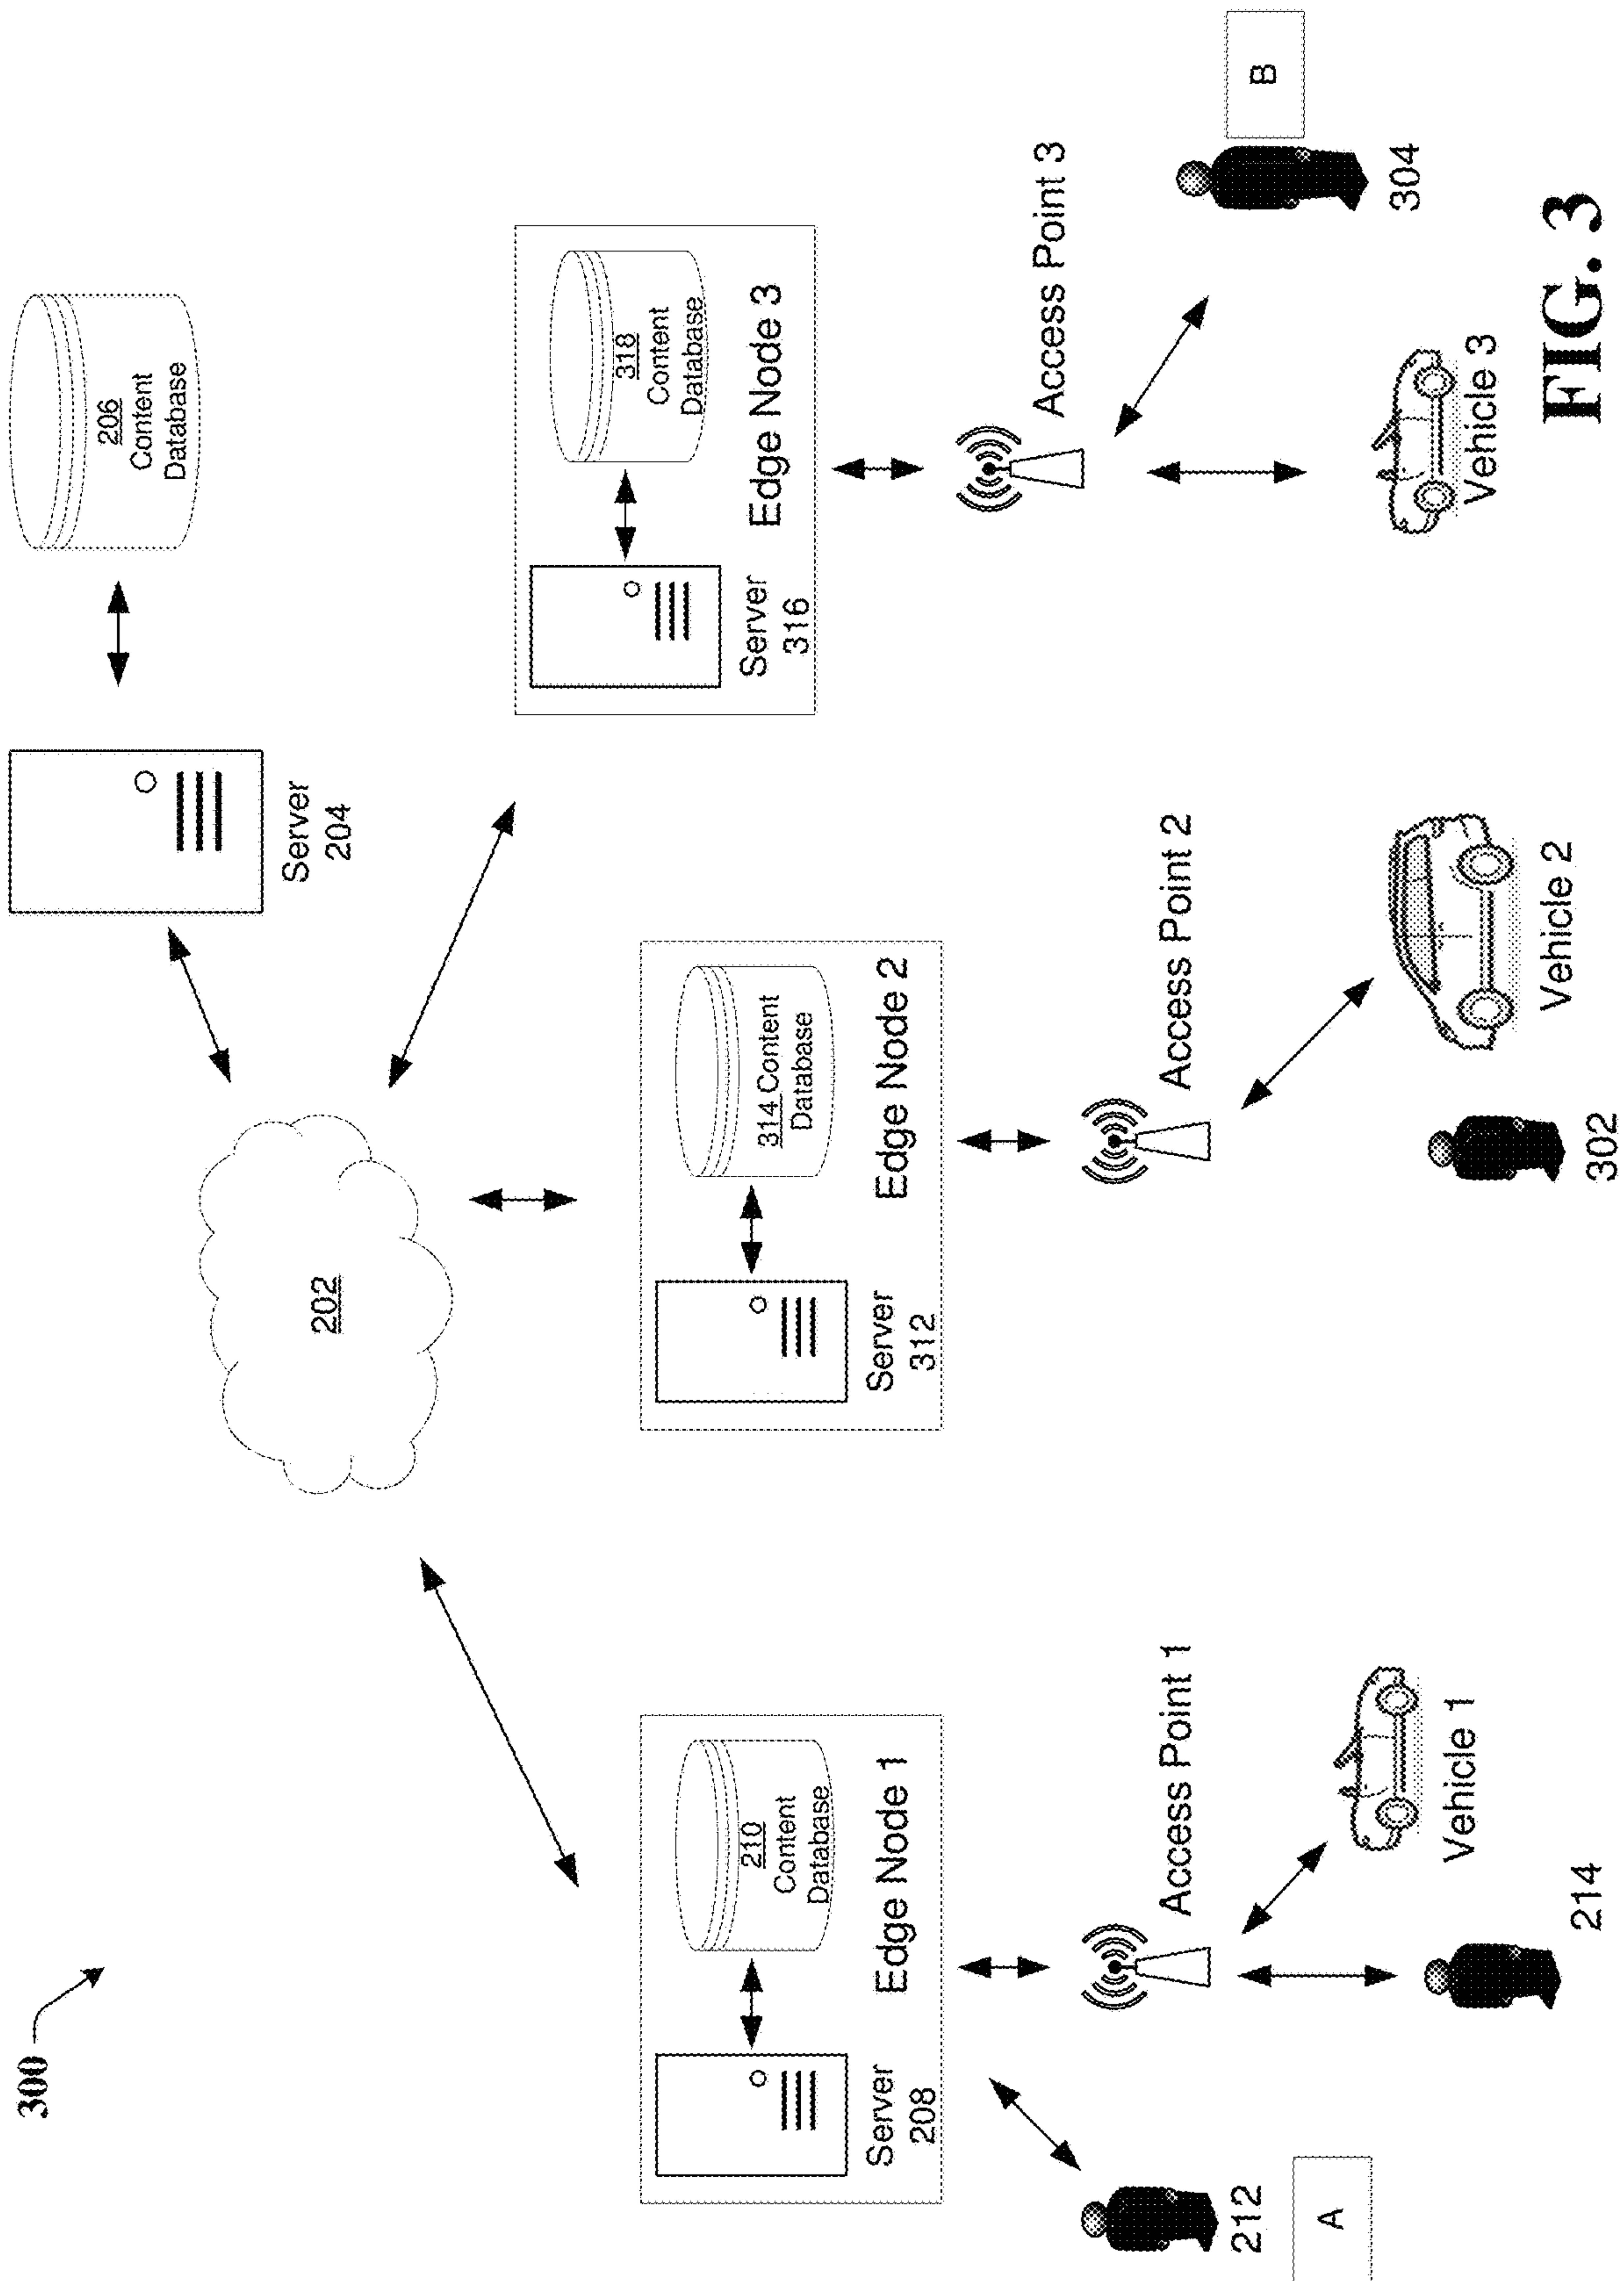 300
206
Content
Database
Server
204
202
318
Content
Database
Edge Node 3
Server
316
314 Content
Database
Edge Node 2
Server
312
210
Content
Database
Edge Node 1
Server
208
Access Point 1
Access Point 2
Access Point 3
212
A
214
Vehicle 1
302
Vehicle 2
Vehicle 3
304
B
FIG. 3